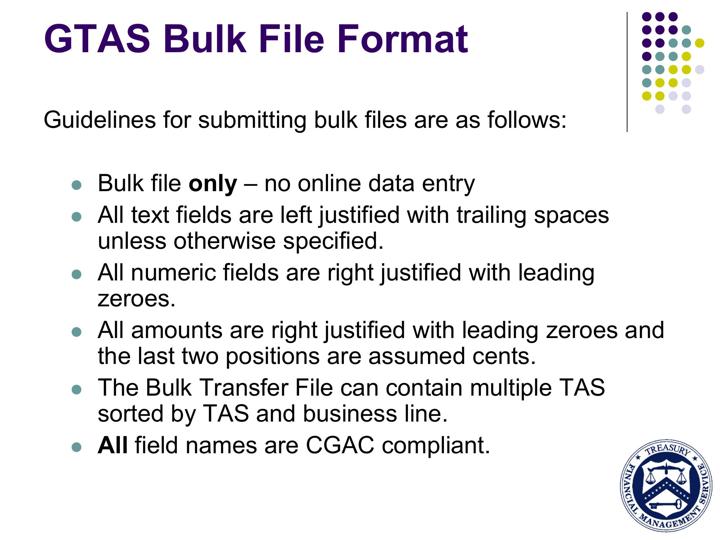 GTAS Bulk File Format
Guidelines for submitting bulk files are as follows:
● Bulk file only – no online data entry
● All text fields are left justified with trailing spaces
unless otherwise specified.
● All numeric fields are right justified with leading
zeroes.
● All amounts are right justified with leading zeroes and
the last two positions are assumed cents.
● The Bulk Transfer File can contain multiple TAS
sorted by TAS and business line.
● All field names are CGAC compliant.
TREASURY
FINANCIAL MANAGEMENT SERVICE